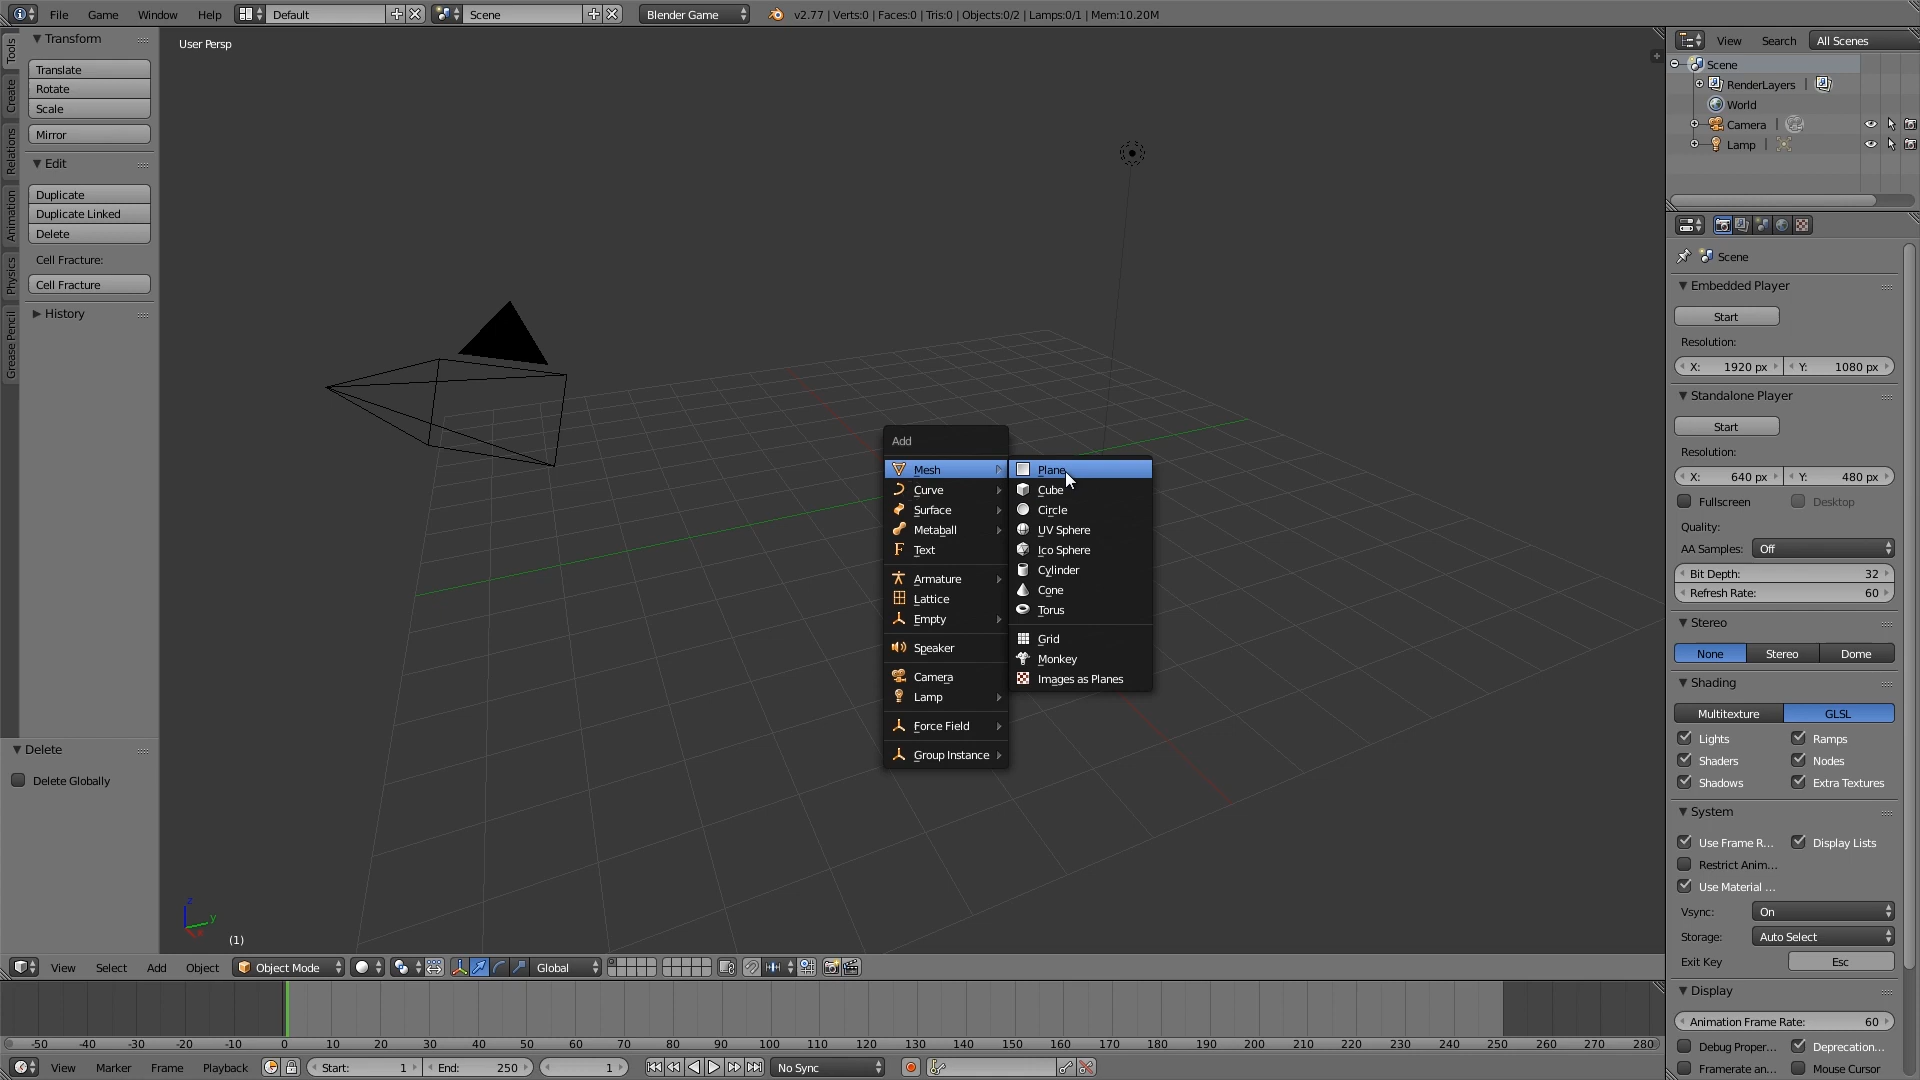 File Game Window Help Default Scene Blender Game v2.77 | Verts:0 | Faces:0 | Tris:0 | Objects:0/2 | Lamps:0/1 | Mem:10.20M
Tools
Create
Relations
Animation
Physics
Grease Pencil
Transform
Translate
Rotate
Scale
Mirror
Edit
Duplicate
Duplicate Linked
Delete
Cell Fracture:
Cell Fracture
History
Delete
Delete Globally
User Persp
Add
Mesh
Curve
Surface
Metaball
Text
Armature
Lattice
Empty
Speaker
Camera
Lamp
Force Field
Group Instance
Plane
Cube
Circle
UV Sphere
Ico Sphere
Cylinder
Cone
Torus
Grid
Monkey
Images as Planes
z
y
(1)
View Search All Scenes
Scene
RenderLayers |
World
Camera |
Lamp |
Scene
Embedded Player
Start
Resolution:
X: 1920 px Y: 1080 px
Standalone Player
Start
Resolution:
X: 640 px Y: 480 px
Fullscreen Desktop
Quality:
AA Samples: Off
Bit Depth: 32
Refresh Rate: 60
Stereo
None Stereo Dome
Shading
Multitexture GLSL
Lights Ramps
Shaders Nodes
Shadows Extra Textures
System
Use Frame R... Display Lists
Restrict Anim...
Use Material ...
Vsync: On
Storage: Auto Select
Exit Key Esc
Display
Animation Frame Rate: 60
Debug Proper... Deprecation...
Framerate an... Mouse Cursor
View Select Add Object Object Mode Global
-50 -40 -30 -20 -10 0 10 20 30 40 50 60 70 80 90 100 110 120 130 140 150 160 170 180 190 200 210 220 230 240 250 260 270 280
View Marker Frame Playback Start: 1 End: 250 1 No Sync